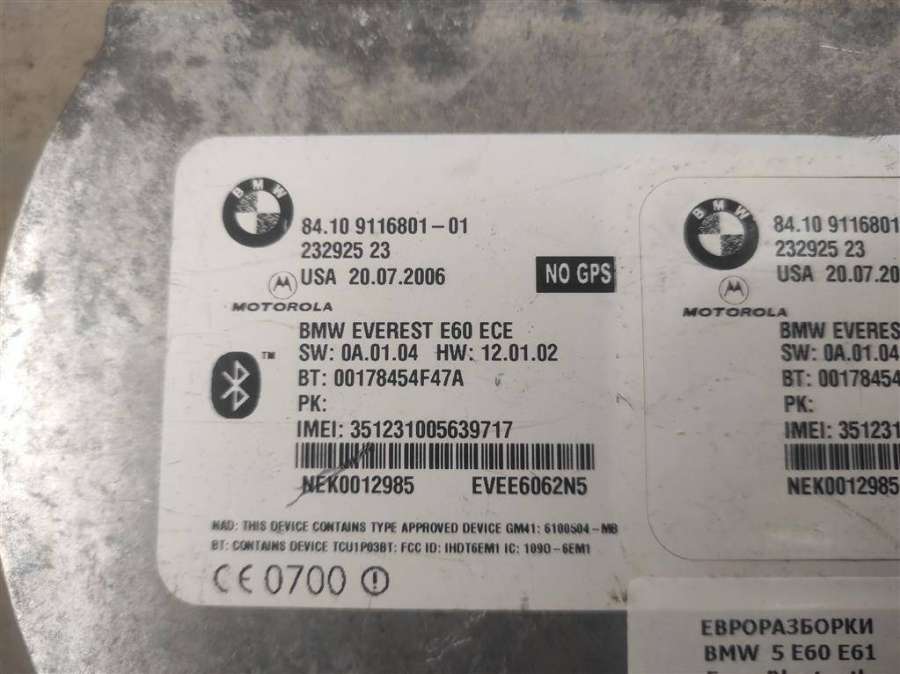 BMW
84.10 9116801-01
232925 23
USA 20.07.2006
NO GPS
MOTOROLA
BMW EVEREST E60 ECE
SW: 0A.01.04 HW: 12.01.02
TM
BT: 00178454F47A
PK:
IMEI: 351231005639717
NEK0012985 EVEE6062N5
NAD: THIS DEVICE CONTAINS TYPE APPROVED DEVICE GM41: 6100504-MB
BT: CONTAINS DEVICE TCU1P03BT: FCC ID: IHDT6EM1 IC: 109O-6EM1
CE 0700
BMW
84.10 9116801
232925 23
USA 20.07.20
MOTOROLA
BMW EVERES
SW: 0A.01.04
BT: 00178454
PK:
IMEI: 351231
NEK0012985
ЕВРОРАЗБОРКИ
BMW 5 E60 E61